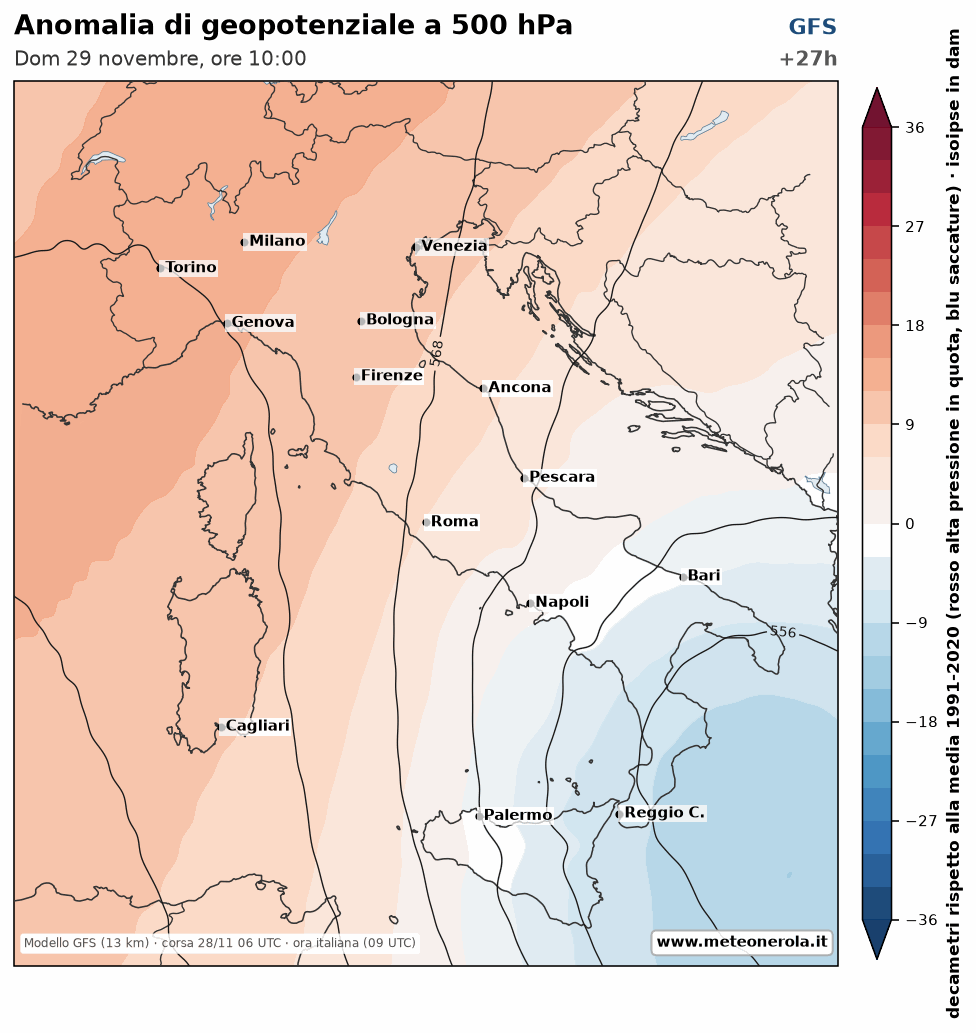 Anomalia di geopotenziale a 500 hPa
GFS
Dom 29 novembre, ore 10:00
+27h
Milano
Venezia
Torino
Genova
Bologna
568
Firenze
Ancona
Pescara
Roma
Bari
Napoli
556
Cagliari
Palermo
Reggio C.
Modello GFS (13 km) · corsa 28/11 06 UTC · ora italiana (09 UTC)
www.meteonerola.it
36
27
18
9
0
−9
−18
−27
−36
decametri rispetto alla media 1991-2020 (rosso alta pressione in quota, blu saccature) · isoipse in dam